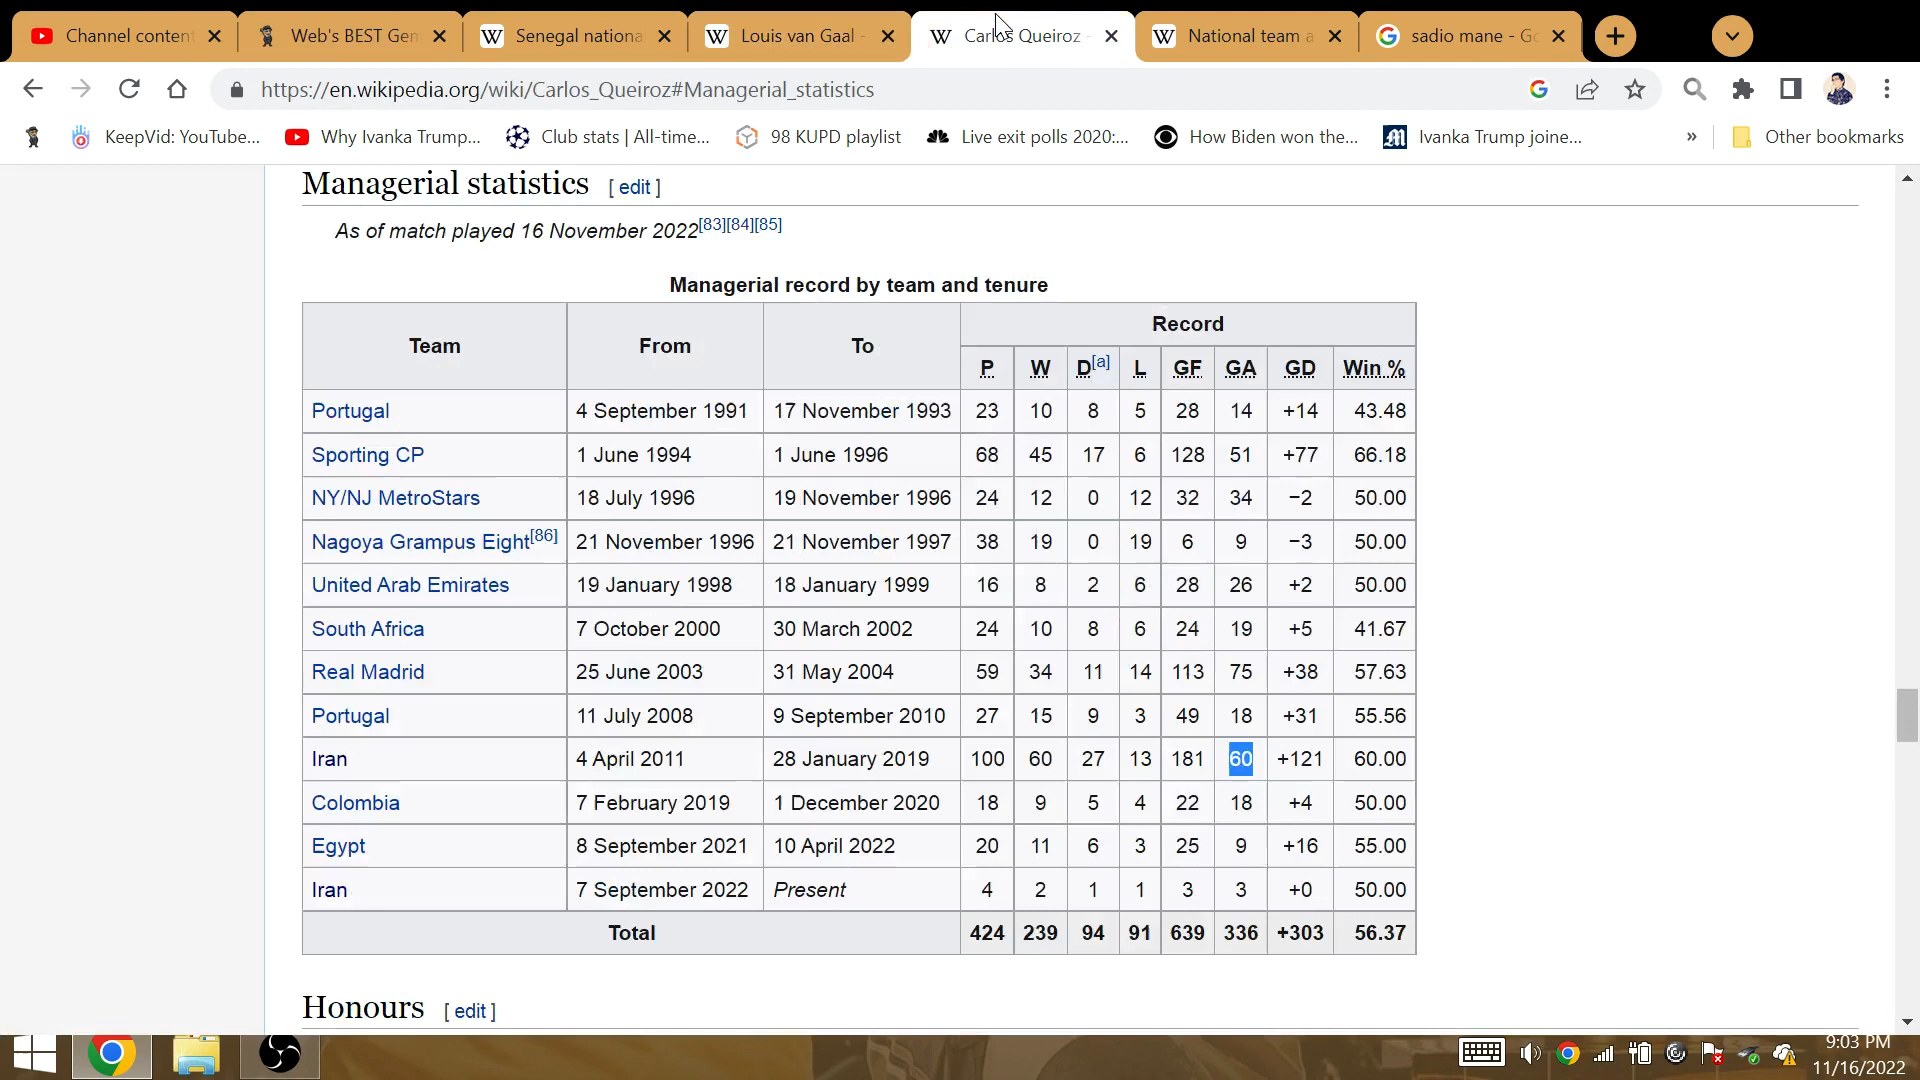 Channel content
Web's BEST Gem
Senegal nationa
Louis van Gaal -
Carlos Queiroz -
National team a
sadio mane - Go
https://en.wikipedia.org/wiki/Carlos_Queiroz#Managerial_statistics
KeepVid: YouTube...
Why Ivanka Trump...
Club stats | All-time...
98 KUPD playlist
Live exit polls 2020:...
How Biden won the...
Ivanka Trump joine...
»
Other bookmarks
Managerial statistics [ edit ]
As of match played 16 November 2022[83][84][85]
Managerial record by team and tenure
Team From To Record
P W D[a] L GF GA GD Win %
Portugal 4 September 1991 17 November 1993 23 10 8 5 28 14 +14 43.48
Sporting CP 1 June 1994 1 June 1996 68 45 17 6 128 51 +77 66.18
NY/NJ MetroStars 18 July 1996 19 November 1996 24 12 0 12 32 34 −2 50.00
Nagoya Grampus Eight[86] 21 November 1996 21 November 1997 38 19 0 19 6 9 −3 50.00
United Arab Emirates 19 January 1998 18 January 1999 16 8 2 6 28 26 +2 50.00
South Africa 7 October 2000 30 March 2002 24 10 8 6 24 19 +5 41.67
Real Madrid 25 June 2003 31 May 2004 59 34 11 14 113 75 +38 57.63
Portugal 11 July 2008 9 September 2010 27 15 9 3 49 18 +31 55.56
Iran 4 April 2011 28 January 2019 100 60 27 13 181 60 +121 60.00
Colombia 7 February 2019 1 December 2020 18 9 5 4 22 18 +4 50.00
Egypt 8 September 2021 10 April 2022 20 11 6 3 25 9 +16 55.00
Iran 7 September 2022 Present 4 2 1 1 3 3 +0 50.00
Total 424 239 94 91 639 336 +303 56.37
Honours [ edit ]
9:03 PM
11/16/2022